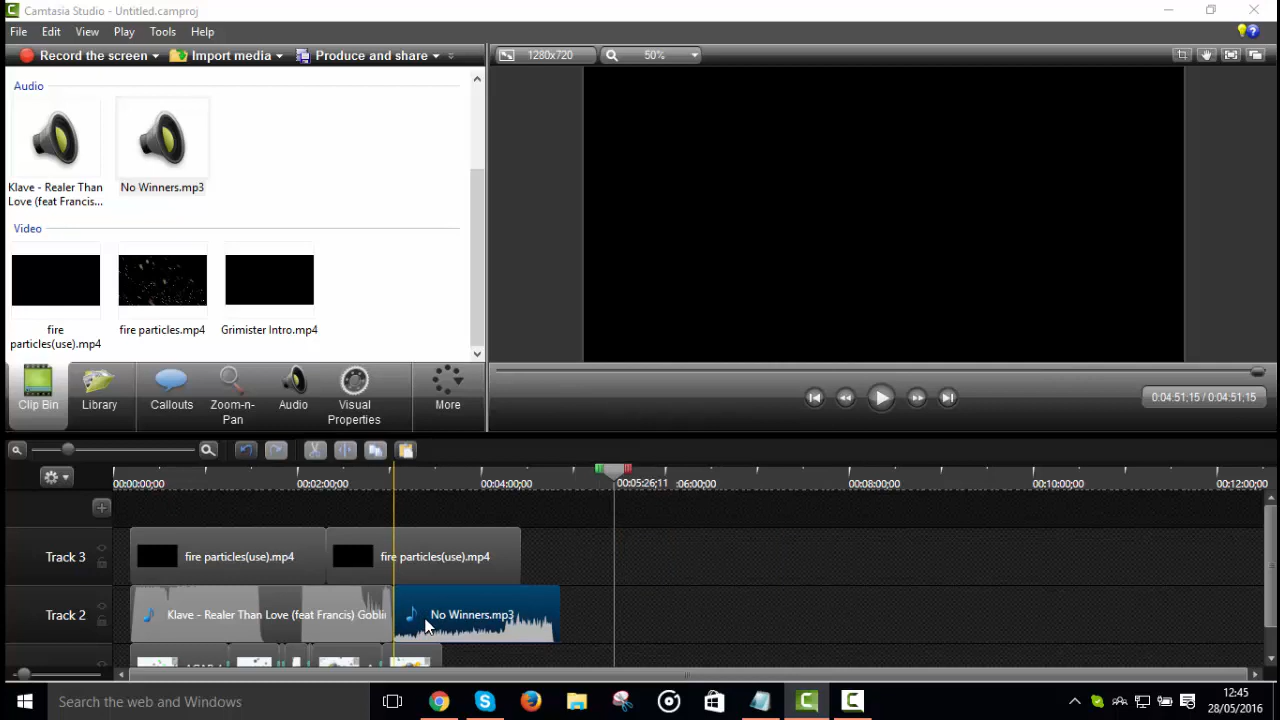 Camtasia Studio - Untitled.camproj
File Edit View Play Tools Help
Record the screen Import media Produce and share 1280x720 50%
Audio
Klave - Realer Than
Love (feat Francis...
No Winners.mp3
Video
fire
particles(use).mp4
fire particles.mp4
Grimister Intro.mp4
Clip Bin Library Callouts Zoom-n-
Pan Audio Visual
Properties More
0:04:51;15 / 0:04:51;15
00:00:00;00 00:02:00;00 00:04:00;00 00:05:26;11 :06:00;00 00:08:00;00 00:10:00;00 00:12:00;00
Track 3 fire particles(use).mp4 fire particles(use).mp4
Track 2 Klave - Realer Than Love (feat Francis) Gobli No Winners.mp3
Search the web and Windows
12:45
28/05/2016